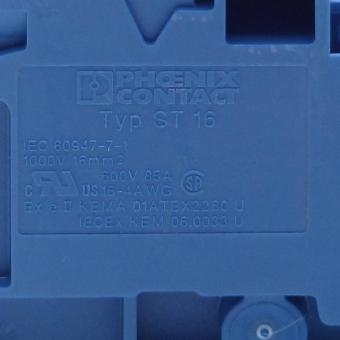 PHOENIX
CONTACT
Typ ST 16
IEC 60947-7-1
1000V 16mm2
600V 85A
C US 16-4AWG SA
Ex e II KEMA 01ATEX2260 U
IECEx KEM 06.0033 U